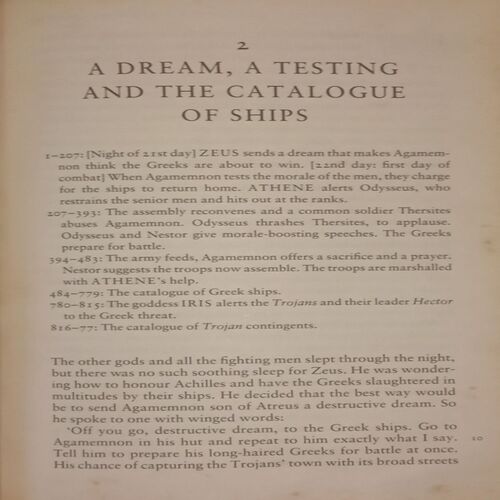 2
A DREAM, A TESTING
AND THE CATALOGUE
OF SHIPS
1–207: [Night of 21st day] ZEUS sends a dream that makes Agamem-
non think the Greeks are about to win. [22nd day: first day of
combat] When Agamemnon tests the morale of the men, they charge
for the ships to return home. ATHENE alerts Odysseus, who
restrains the senior men and hits out at the ranks.
207–393: The assembly reconvenes and a common soldier Thersites
abuses Agamemnon. Odysseus thrashes Thersites, to applause.
Odysseus and Nestor give morale-boosting speeches. The Greeks
prepare for battle.
394–483: The army feeds, Agamemnon offers a sacrifice and a prayer.
Nestor suggests the troops now assemble. The troops are marshalled
with ATHENE's help.
484–779: The catalogue of Greek ships.
780–815: The goddess IRIS alerts the Trojans and their leader Hector
to the Greek threat.
816–77: The catalogue of Trojan contingents.
The other gods and all the fighting men slept through the night,
but there was no such soothing sleep for Zeus. He was wonder-
ing how to honour Achilles and have the Greeks slaughtered in
multitudes by their ships. He decided that the best way would
be to send Agamemnon son of Atreus a destructive dream. So
he spoke to one with winged words:
'Off you go, destructive dream, to the Greek ships. Go to
Agamemnon in his hut and repeat to him exactly what I say. 10
Tell him to prepare his long-haired Greeks for battle at once.
His chance of capturing the Trojans' town with its broad streets